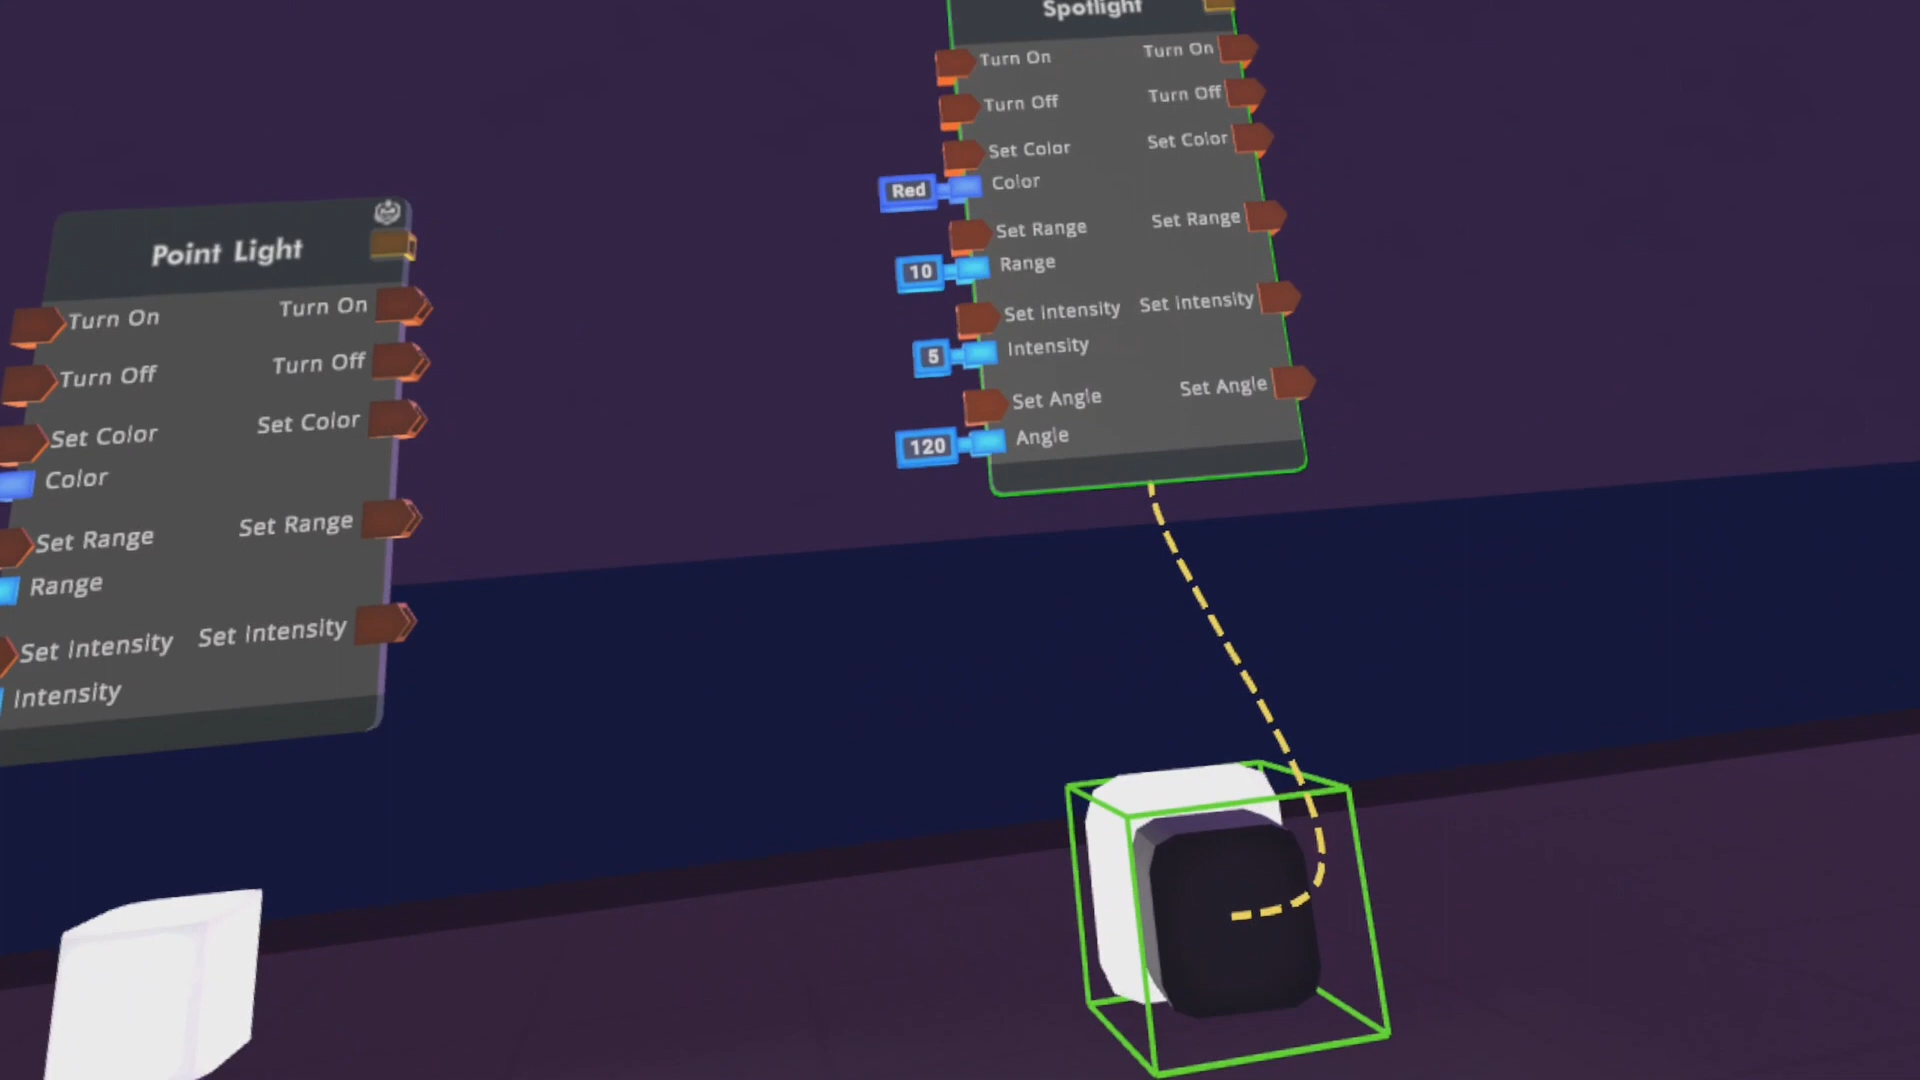 Point Light
Turn On Turn On
Turn Off Turn Off
Set Color Set Color
Color
Set Range Set Range
Range
Set Intensity Set Intensity
Intensity
Spotlight
Turn On Turn On
Turn Off Turn Off
Set Color Set Color
Red Color
Set Range Set Range
10 Range
Set Intensity Set Intensity
5 Intensity
Set Angle Set Angle
120 Angle